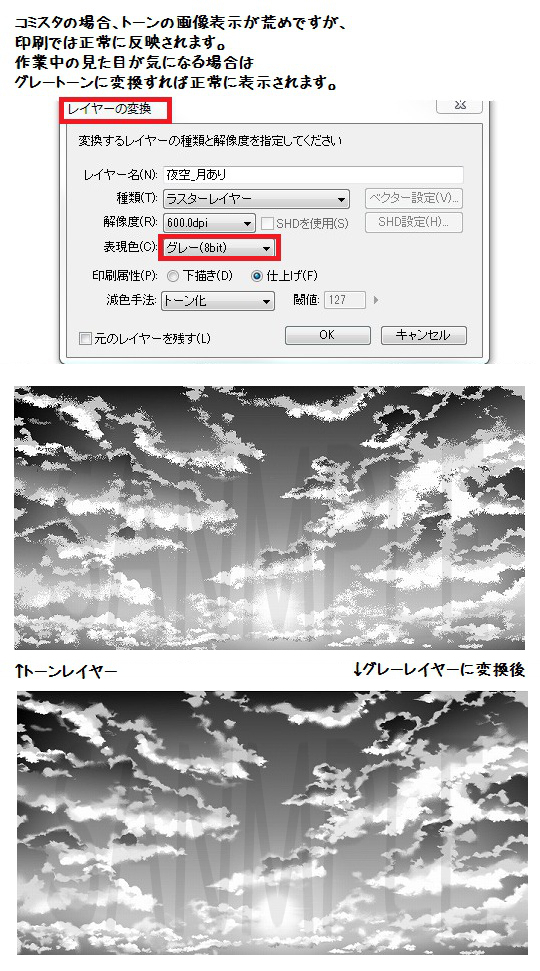 コミスタの場合、トーンの画像表示が荒めですが、
印刷では正常に反映されます。
作業中の見た目が気になる場合は
グレートーンに変換すれば正常に表示されます。
レイヤーの変換
変換するレイヤーの種類と解像度を指定してください
レイヤー名(N): 夜空_月あり
種類(T): ラスターレイヤー ベクター設定(V)...
解像度(R): 600.0dpi SHDを使用(S) SHD設定(H)...
表現色(C): グレー(8bit)
印刷属性(P): 下描き(D) 仕上げ(F)
減色手法: トーン化 閾値: 127
元のレイヤーを残す(L) OK キャンセル
SAMPLE
↑トーンレイヤー ↓グレーレイヤーに変換後
SAMPLE